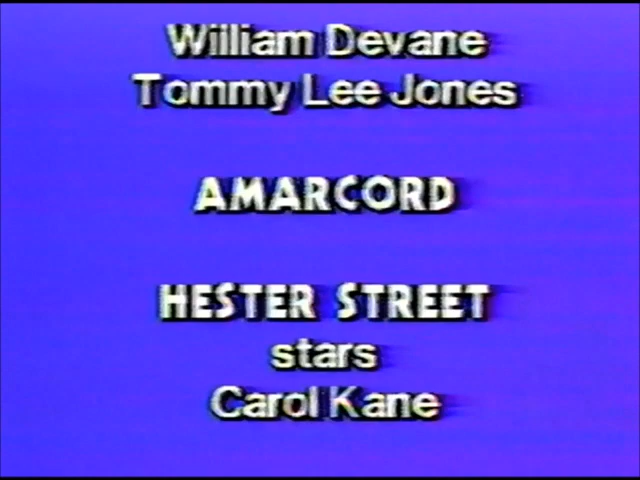 William Devane
Tommy Lee Jones
AMARCORD
HESTER STREET
stars
Carol Kane